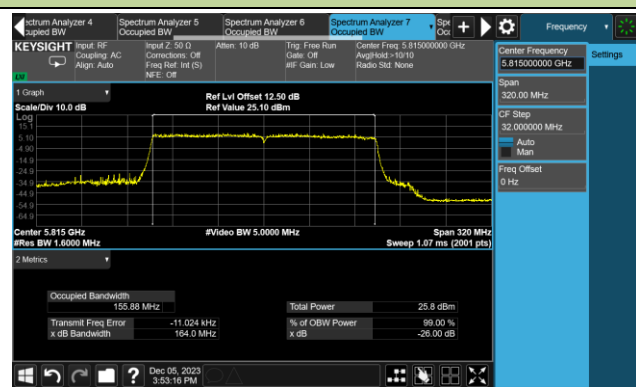 ectrum Analyzer 4
cupied BW
Spectrum Analyzer 5
Occupied BW
Spectrum Analyzer 6
Occupied BW
Spectrum Analyzer 7
Occupied BW
Spe
Occ
+
Frequency
KEYSIGHT
Input: RF
Coupling: AC
Align: Auto
Input Z: 50 Ω
Corrections: Off
Freq Ref: Int (S)
NFE: Off
Atten: 10 dB
Trig: Free Run
Gate: Off
#IF Gain: Low
Center Freq: 5.815000000 GHz
Avg|Hold:>10/10
Radio Std: None
Center Frequency
5.815000000 GHz
Settings
Span
320.00 MHz
CF Step
32.000000 MHz
Auto
Man
Freq Offset
0 Hz
1 Graph
Scale/Div 10.0 dB
Ref Lvl Offset 12.50 dB
Ref Value 25.10 dBm
Log
15.1
5.10
-4.90
-14.9
-24.9
-34.9
-44.9
-54.9
-64.9
Center 5.815 GHz
#Video BW 5.0000 MHz
Span 320 MHz
#Res BW 1.6000 MHz
Sweep 1.07 ms (2001 pts)
2 Metrics
Occupied Bandwidth
155.88 MHz
Total Power
25.8 dBm
Transmit Freq Error
-11.024 kHz
% of OBW Power
99.00 %
x dB Bandwidth
164.0 MHz
x dB
-26.00 dB
?
Dec 05, 2023
3:53:16 PM